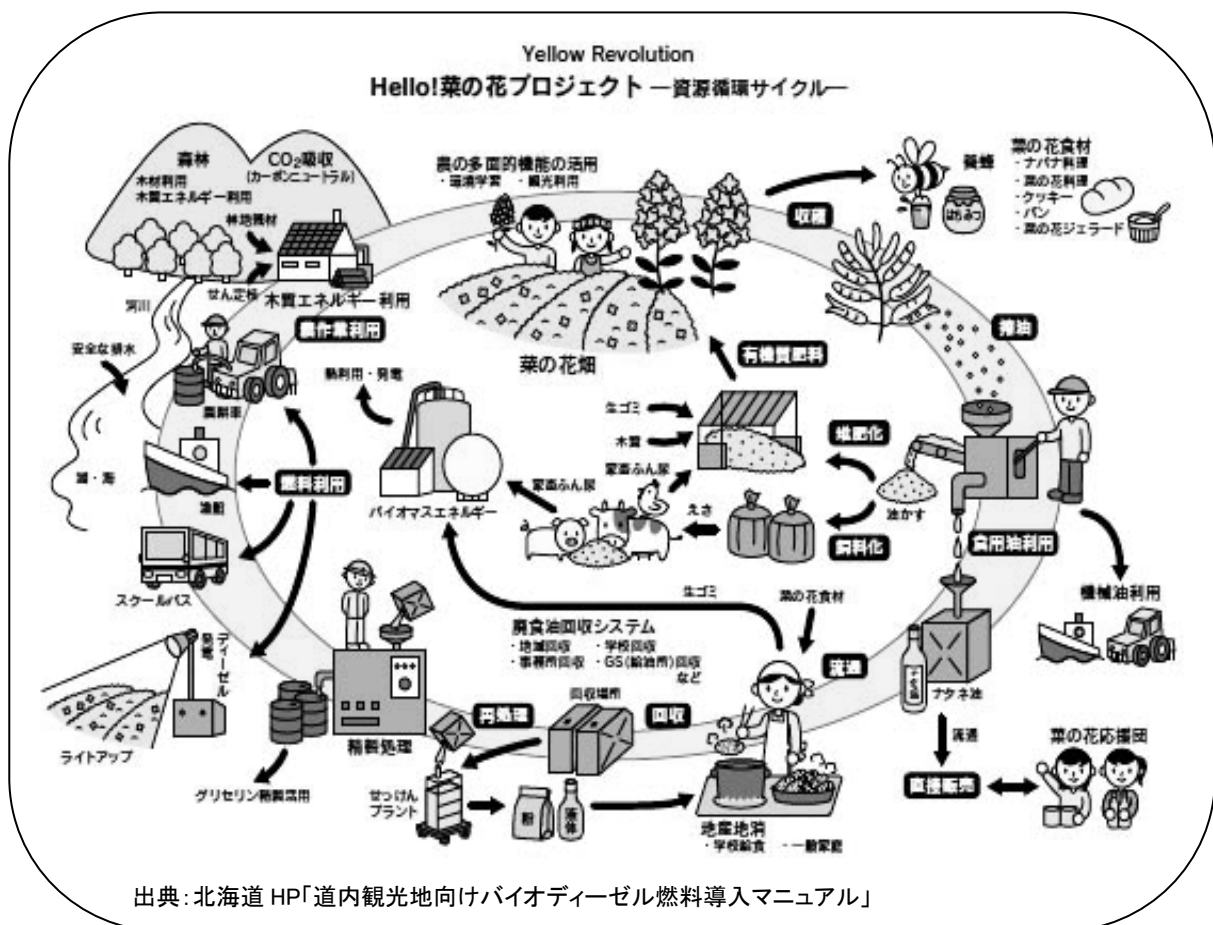 Yellow Revolution
Hello!菜の花プロジェクト ―資源循環サイクル―
森林
木材利用
木質エネルギー利用
CO2吸収
(カーボンニュートラル)
林地残材
せん定枝
木質エネルギー利用
河川
安全な排水
湖・海
農の多面的機能の活用
・環境学習 ・観光利用
菜の花畑
収穫
養蜂
はちみつ
菜の花食材
・ナバナ料理
・菜の花料理
・クッキー
・パン
・菜の花ジェラード
搾油
農作業利用
農耕車
熱利用・発電
有機質肥料
生ゴミ
木質
家畜ふん尿
堆肥化
油かす
飼料化
えさ
家畜ふん尿
バイオマスエネルギー
燃料利用
漁船
スクールバス
ディーゼル
発電
ライトアップ
食用油利用
機械油利用
ナタネ油
流通
直接販売
菜の花応援団
生ゴミ
菜の花食材
流通
廃食油回収システム
・地域回収 ・学校回収
・事務所回収 ・GS(給油所)回収
など
回収場所
回収
再処理
精製処理
グリセリン精製活用
せっけん
プラント
粉
液体
地産地消
・学校給食 ・一般家庭
出典:北海道 HP「道内観光地向けバイオディーゼル燃料導入マニュアル」